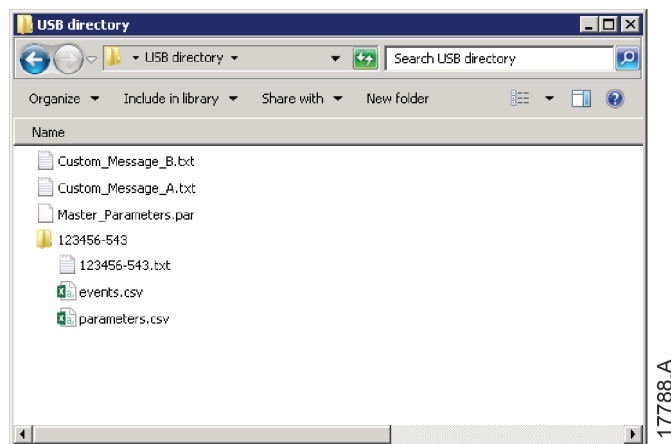 USB directory
USB directory
Search USB directory
Organize Include in library Share with New folder
Name
Custom_Message_B.txt
Custom_Message_A.txt
Master_Parameters.par
123456-543
123456-543.txt
events.csv
parameters.csv
17788.A